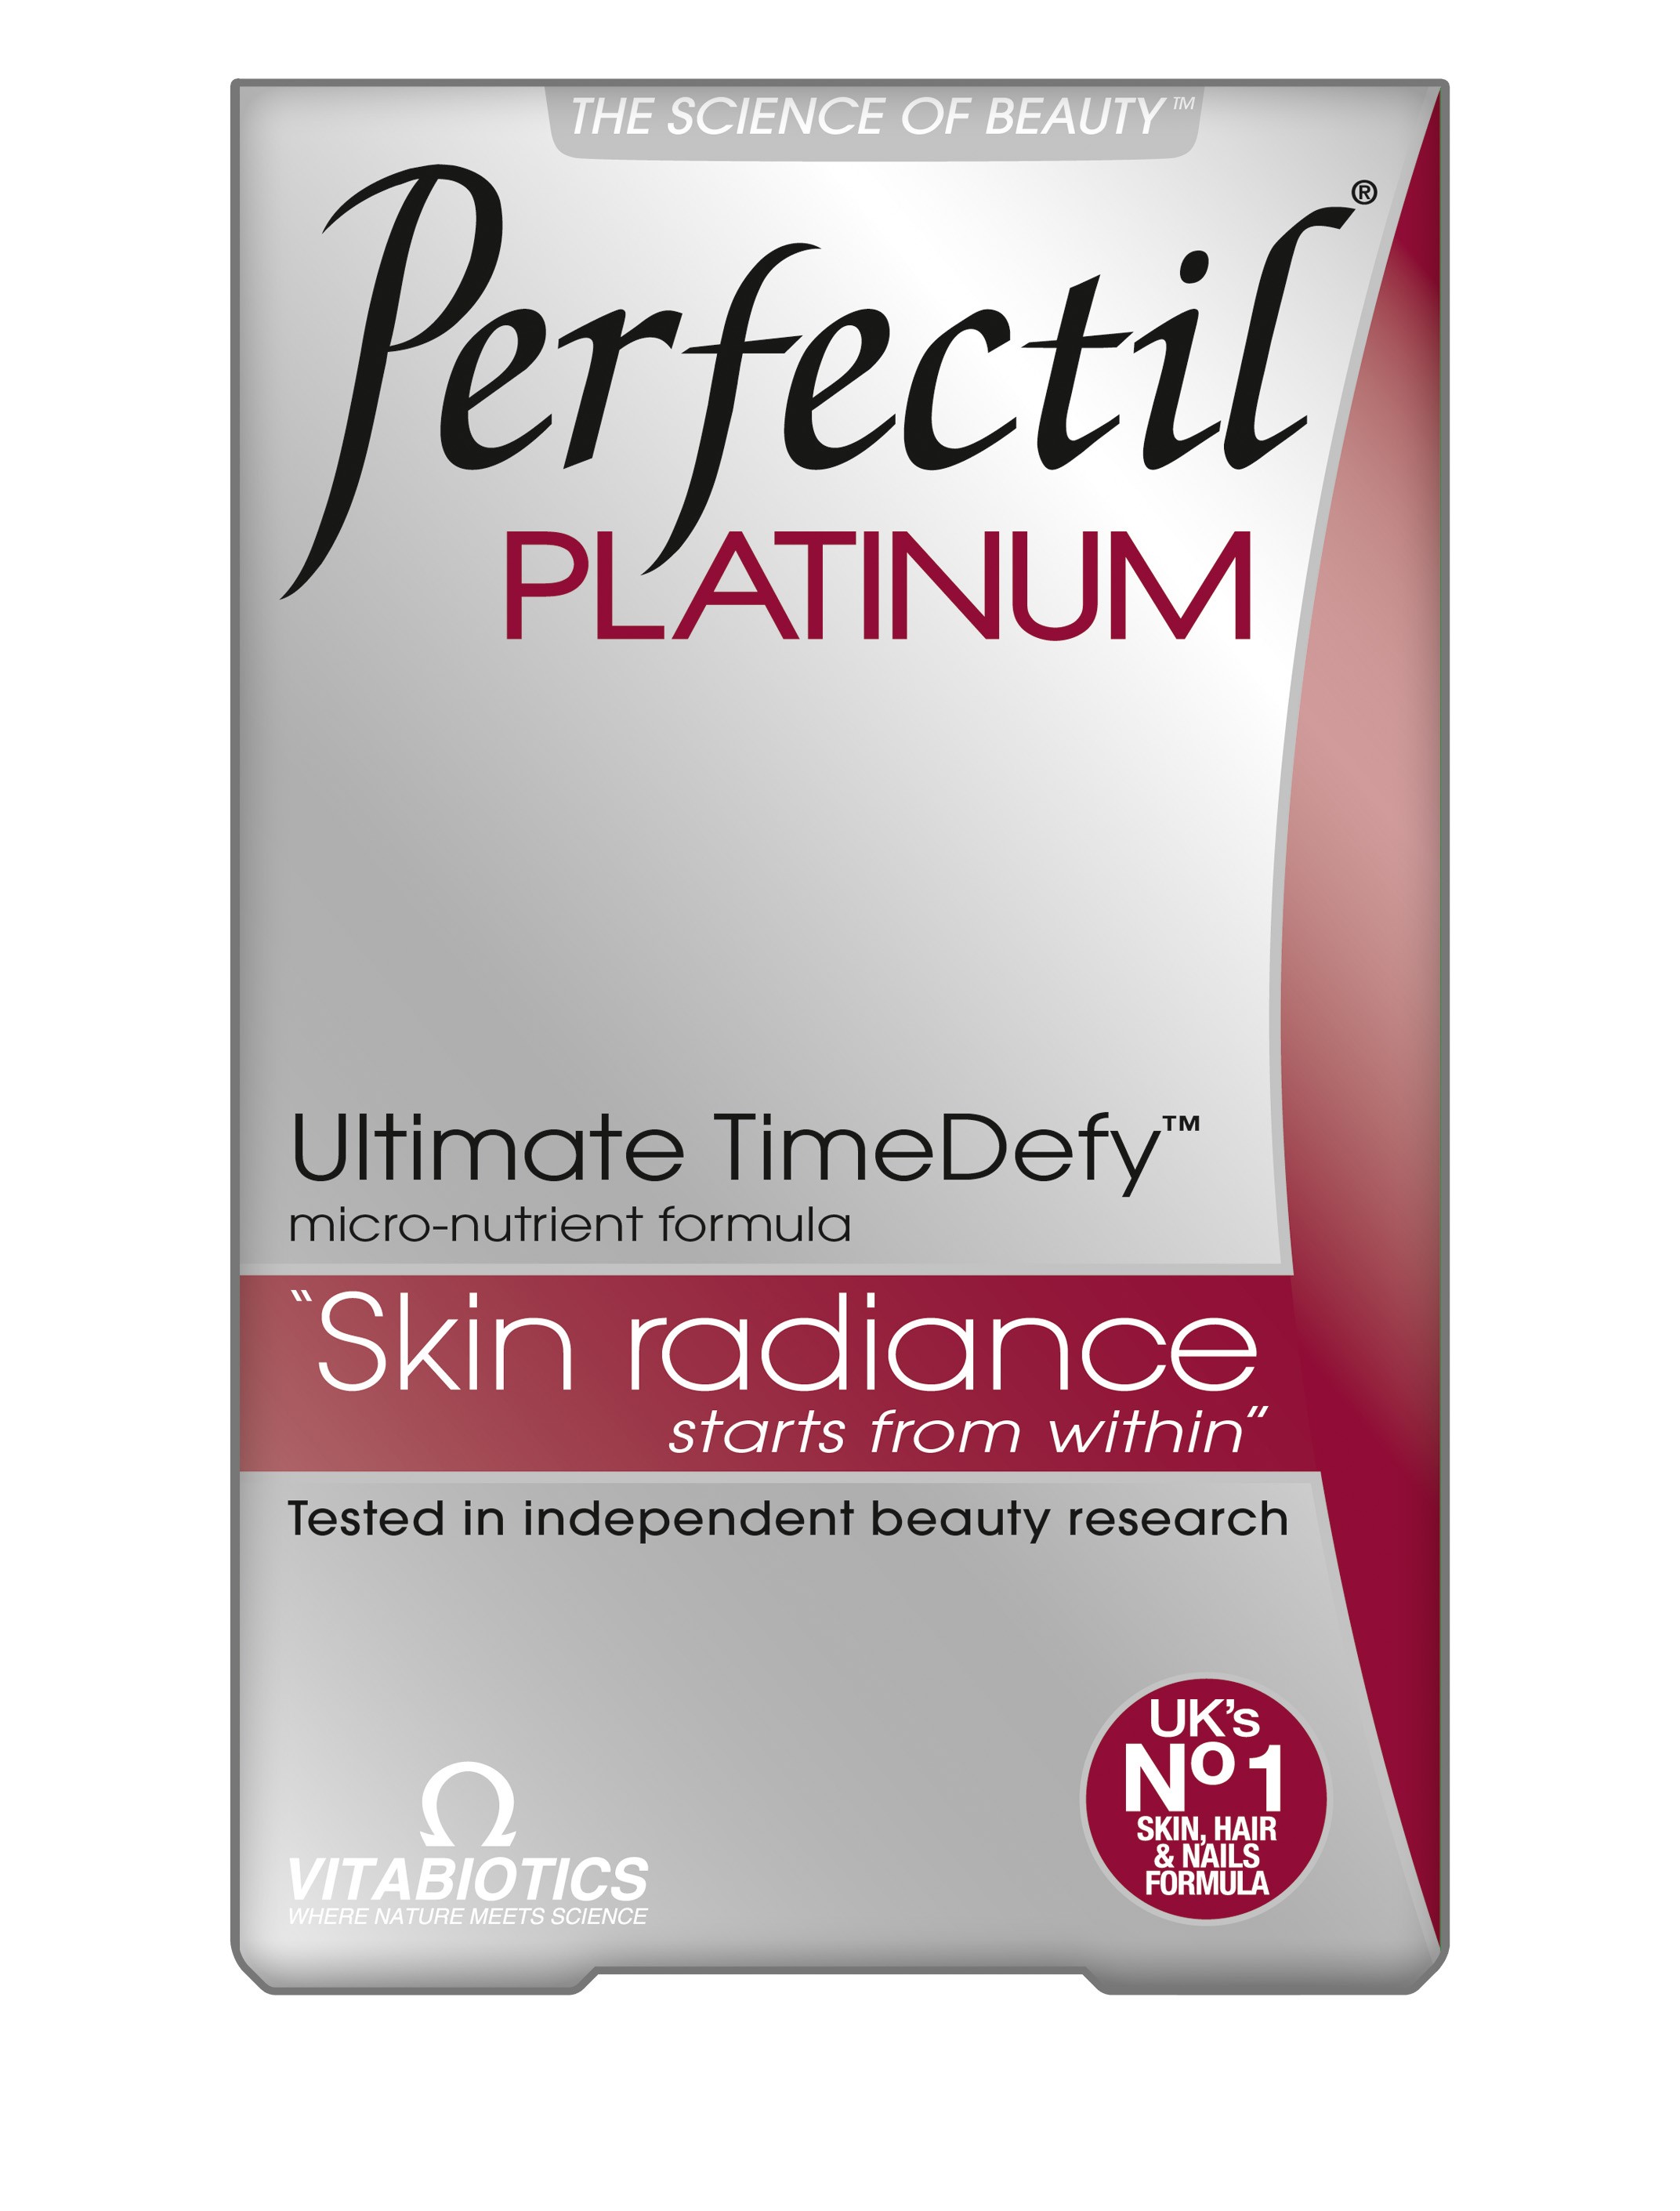 THE SCIENCE OF BEAUTY™
Perfectil®
PLATINUM
Ultimate TimeDefy™
micro-nutrient formula
“Skin radiance
starts from within”
Tested in independent beauty research
UK’s
Nº1
SKIN, HAIR
& NAILS
FORMULA
VITABIOTICS
WHERE NATURE MEETS SCIENCE